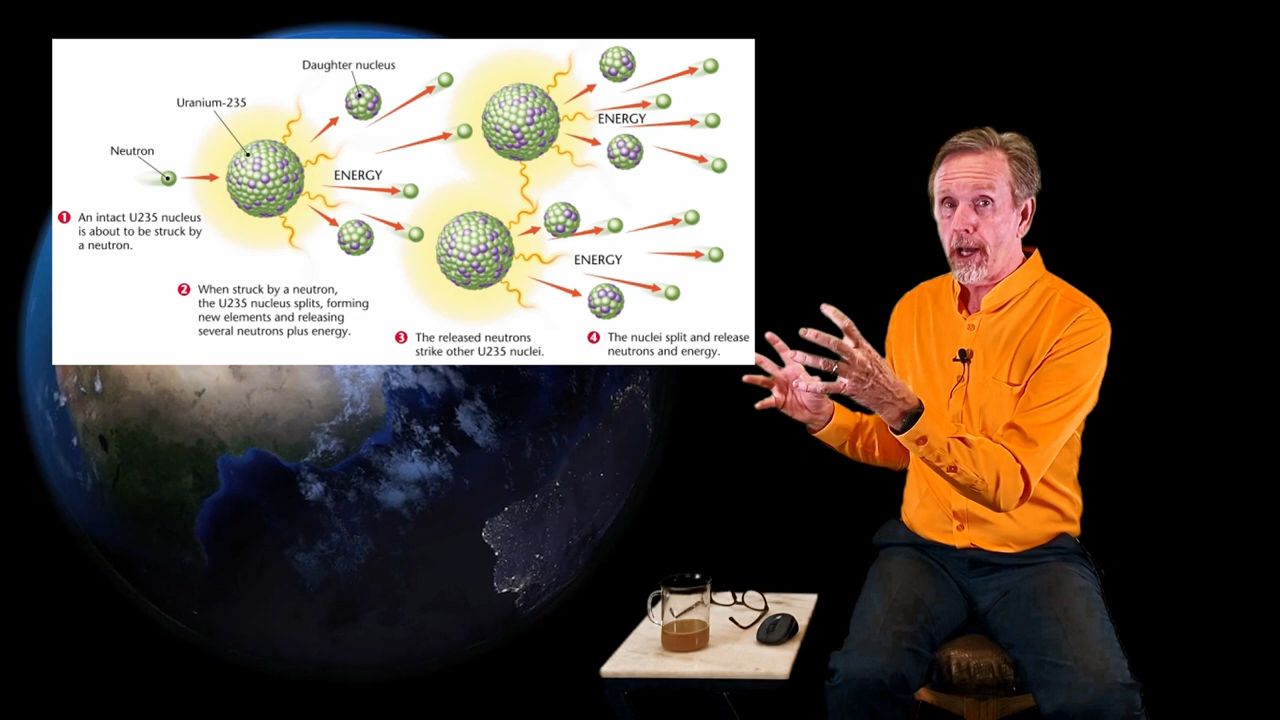 Daughter nucleus
Uranium-235
Neutron
ENERGY
ENERGY
ENERGY
1 An intact U235 nucleus
is about to be struck by
a neutron.
2 When struck by a neutron,
the U235 nucleus splits, forming
new elements and releasing
several neutrons plus energy.
3 The released neutrons
strike other U235 nuclei.
4 The nuclei split and release
neutrons and energy.